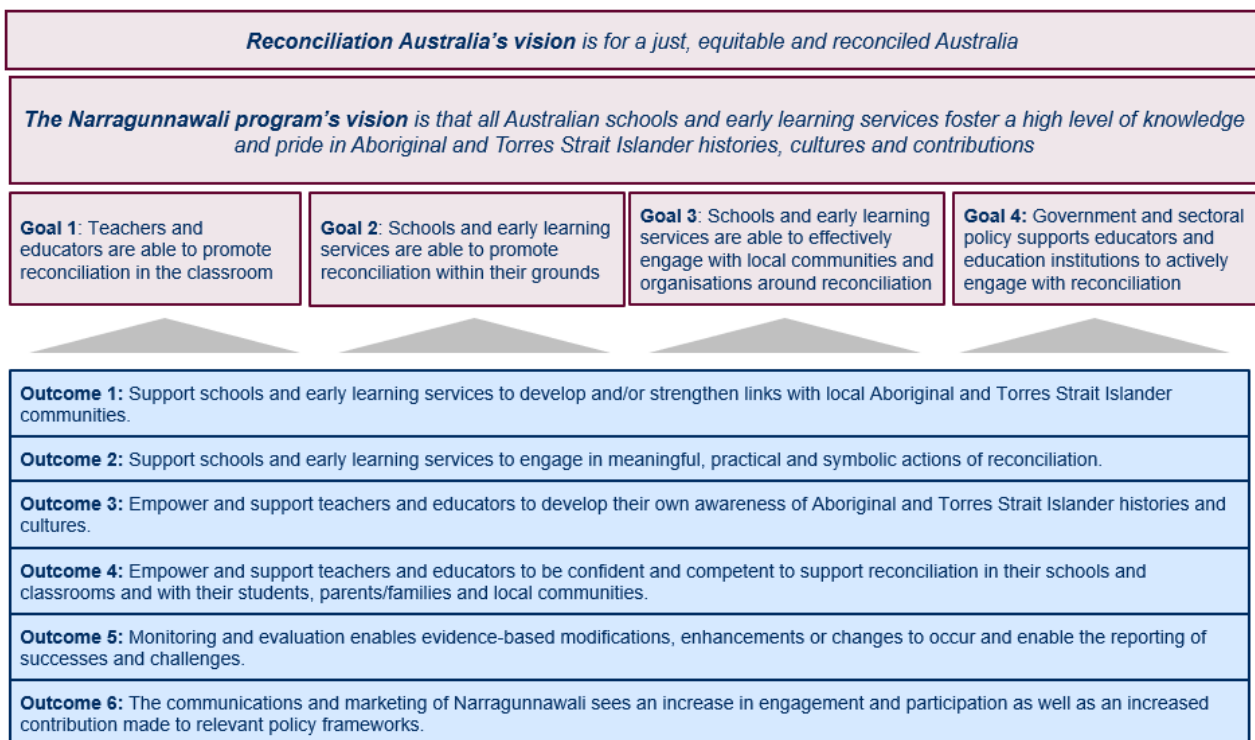 Reconciliation Australia's vision is for a just, equitable and reconciled Australia
The Narragunnawali program's vision is that all Australian schools and early learning services foster a high level of knowledge
and pride in Aboriginal and Torres Strait Islander histories, cultures and contributions
Goal 1: Teachers and
educators are able to promote
reconciliation in the classroom
Goal 2: Schools and early learning
services are able to promote
reconciliation within their grounds
Goal 3: Schools and early learning
services are able to effectively
engage with local communities and
organisations around reconciliation
Goal 4: Government and sectoral
policy supports educators and
education institutions to actively
engage with reconciliation
Outcome 1: Support schools and early learning services to develop and/or strengthen links with local Aboriginal and Torres Strait Islander
communities.
Outcome 2: Support schools and early learning services to engage in meaningful, practical and symbolic actions of reconciliation.
Outcome 3: Empower and support teachers and educators to develop their own awareness of Aboriginal and Torres Strait Islander histories and
cultures.
Outcome 4: Empower and support teachers and educators to be confident and competent to support reconciliation in their schools and
classrooms and with their students, parents/families and local communities.
Outcome 5: Monitoring and evaluation enables evidence-based modifications, enhancements or changes to occur and enable the reporting of
successes and challenges.
Outcome 6: The communications and marketing of Narragunnawali sees an increase in engagement and participation as well as an increased
contribution made to relevant policy frameworks.